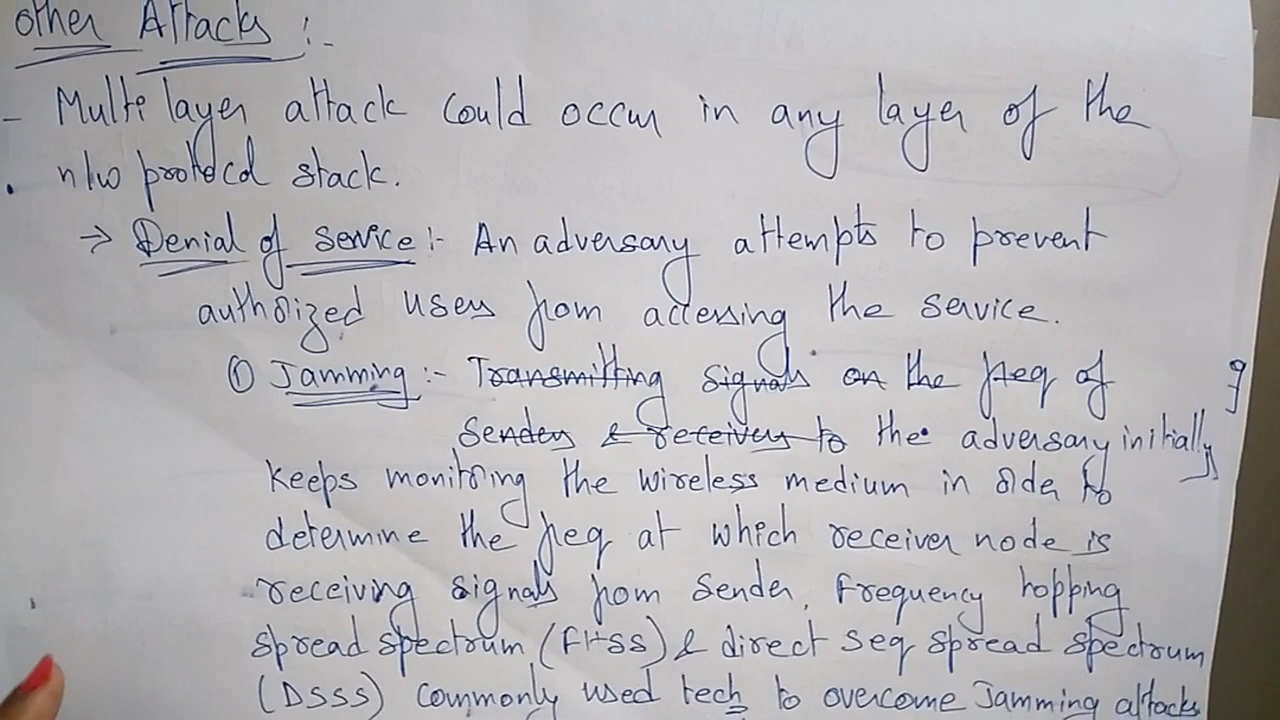 Other Attacks :-
- Multi layer attack could occur in any layer of the
. n/w protocol stack.
→ Denial of service :- An adversary attempts to prevent
authorized users from accessing the service.
① Jamming :- Transmitting signals on the freq of
senders & receivers to the adversary initially
keeps monitoring the wireless medium in order to
determine the freq at which receiver node is
receiving signals from sender. Frequency hopping
spread spectrum (FHSS) & direct seq spread spectrum
(DSSS) commonly used tech to overcome Jamming attacks